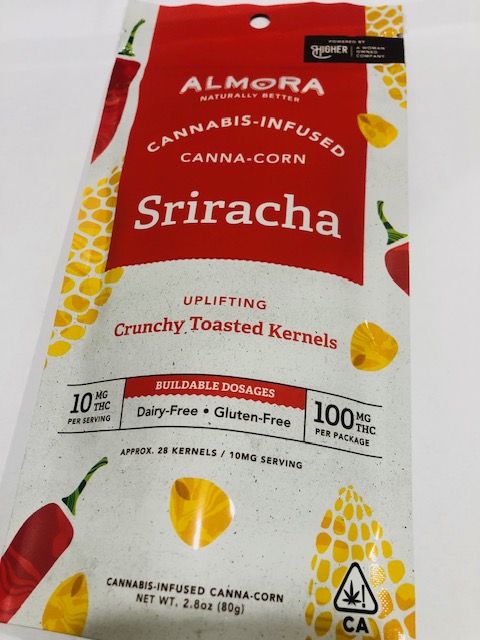 POWERED BY
HIGHER
A WOMAN
OWNED
COMPANY
ALMORA
NATURALLY BETTER
CANNABIS-INFUSED
CANNA-CORN
Sriracha
UPLIFTING
Crunchy Toasted Kernels
10 MG
THC
PER SERVING
BUILDABLE DOSAGES
Dairy-Free • Gluten-Free
100 MG
THC
PER PACKAGE
APPROX. 28 KERNELS / 10MG SERVING
CANNABIS-INFUSED CANNA-CORN
NET WT. 2.8oz (80g)
CA